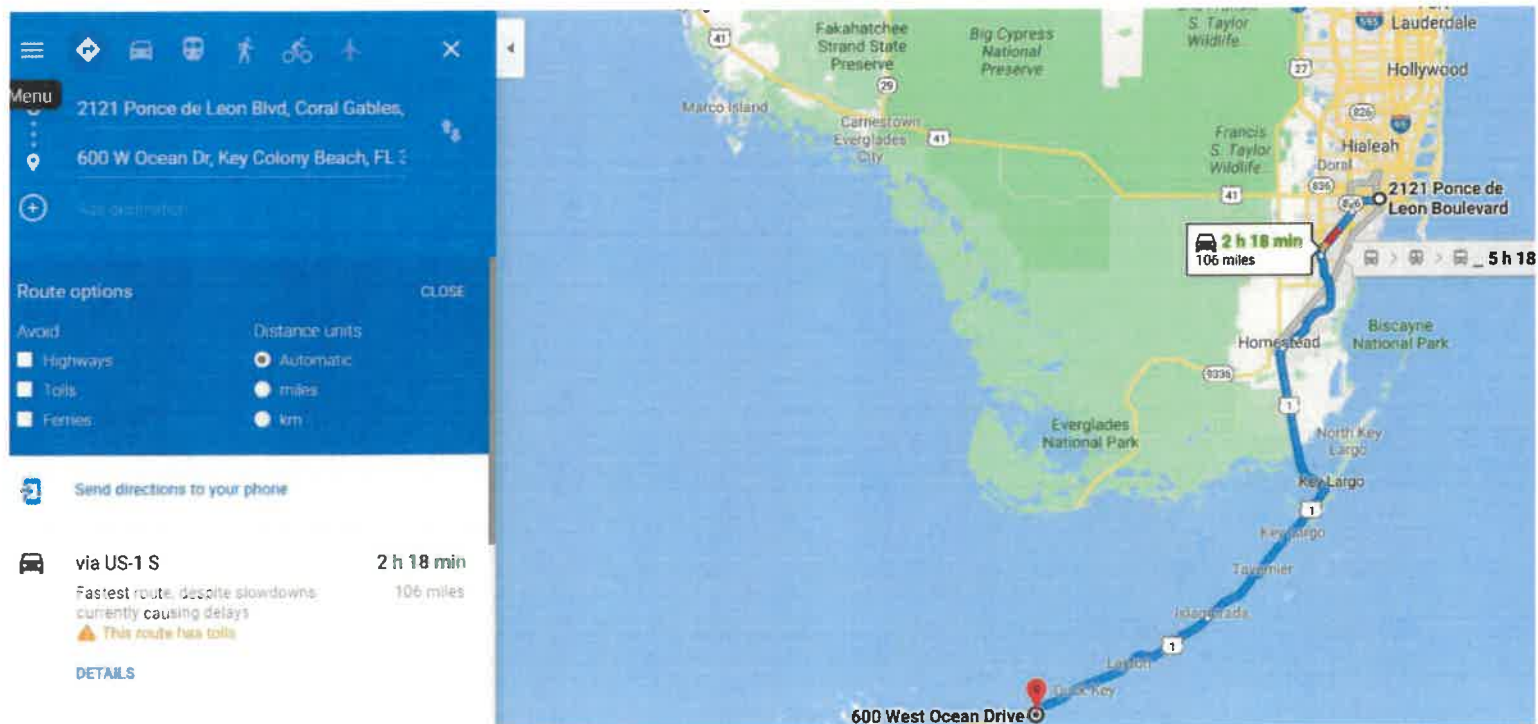 Menu
2121 Ponce de Leon Blvd, Coral Gables,
600 W Ocean Dr, Key Colony Beach, FL 3
Add destination
Route options
CLOSE
Avoid
Distance units
Highways
Automatic
Tolls
miles
Ferries
km
Send directions to your phone
via US-1 S
2 h 18 min
Fastest route, despite slowdowns
106 miles
currently causing delays
This route has tolls
DETAILS
41
Fakahatchee
Strand State
Preserve
29
Big Cypress
National
Preserve
S. Taylor
Wildlife
595
Lauderdale
27
Hollywood
Marco Island
Carnestown
Everglades
City
41
Francis
S. Taylor
Wildlife...
826
95
Hialeah
Doral
836
41
826
2121 Ponce de
Leon Boulevard
2 h 18 min
106 miles
5 h 18
Homestead
Biscayne
National Park
9336
1
Everglades
National Park
North Key
Largo
Key Largo
1
Key Largo
Tavernier
Islamorada
1
Layton
Duck Key
600 West Ocean Drive